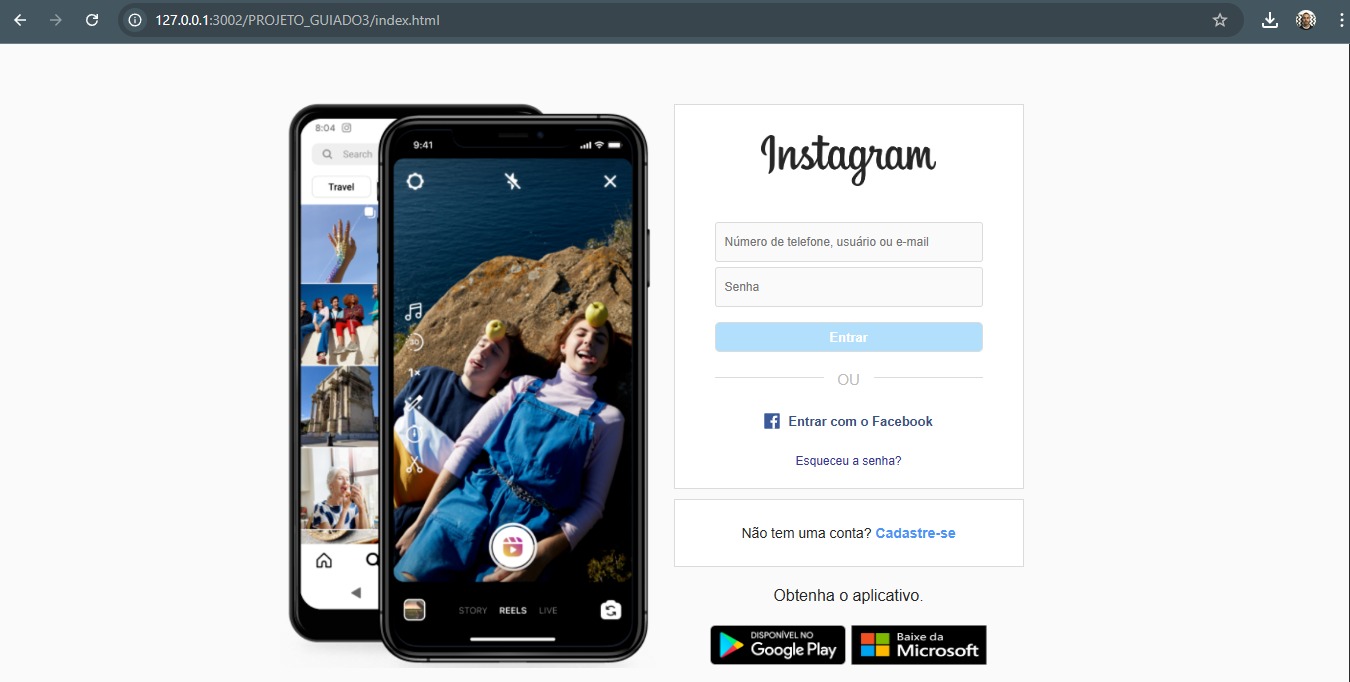 127.0.0.1:3002/PROJETO_GUIADO3/index.html
8:04
Search
Travel
9:41
30
1x
STORY REELS LIVE
Instagram
Número de telefone, usuário ou e-mail
Senha
Entrar
OU
Entrar com o Facebook
Esqueceu a senha?
Não tem uma conta? Cadastre-se
Obtenha o aplicativo.
DISPONÍVEL NO
Google Play
Baixe da
Microsoft